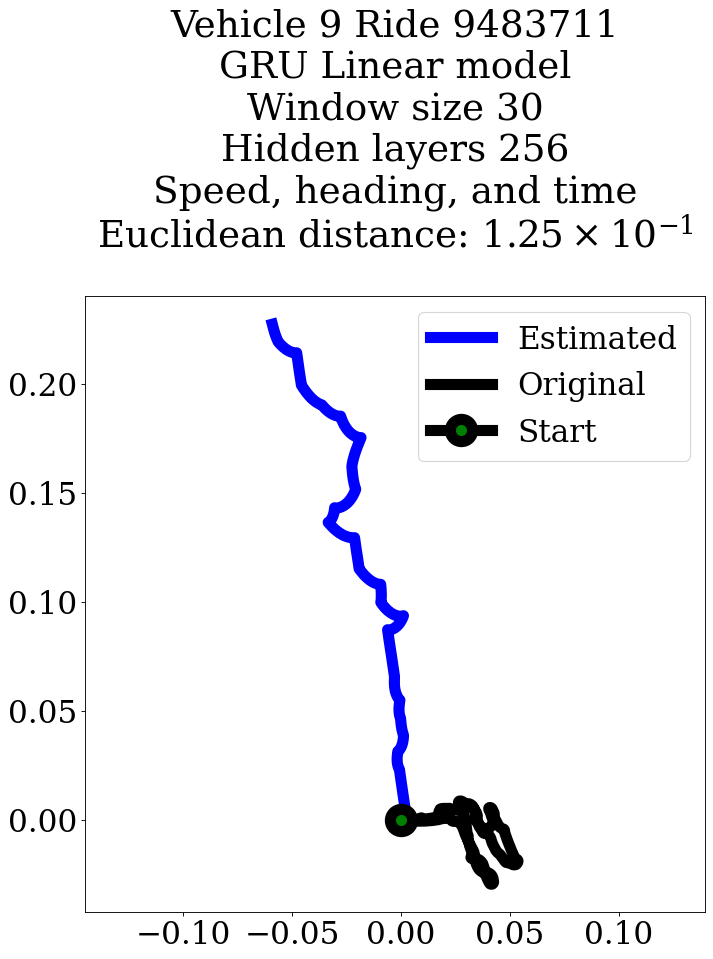 Vehicle 9 Ride 9483711
GRU Linear model
Window size 30
Hidden layers 256
Speed, heading, and time
Euclidean distance: 1.25 × 10⁻¹
Estimated
Original
Start
0.20
0.15
0.10
0.05
0.00
−0.10 −0.05 0.00 0.05 0.10